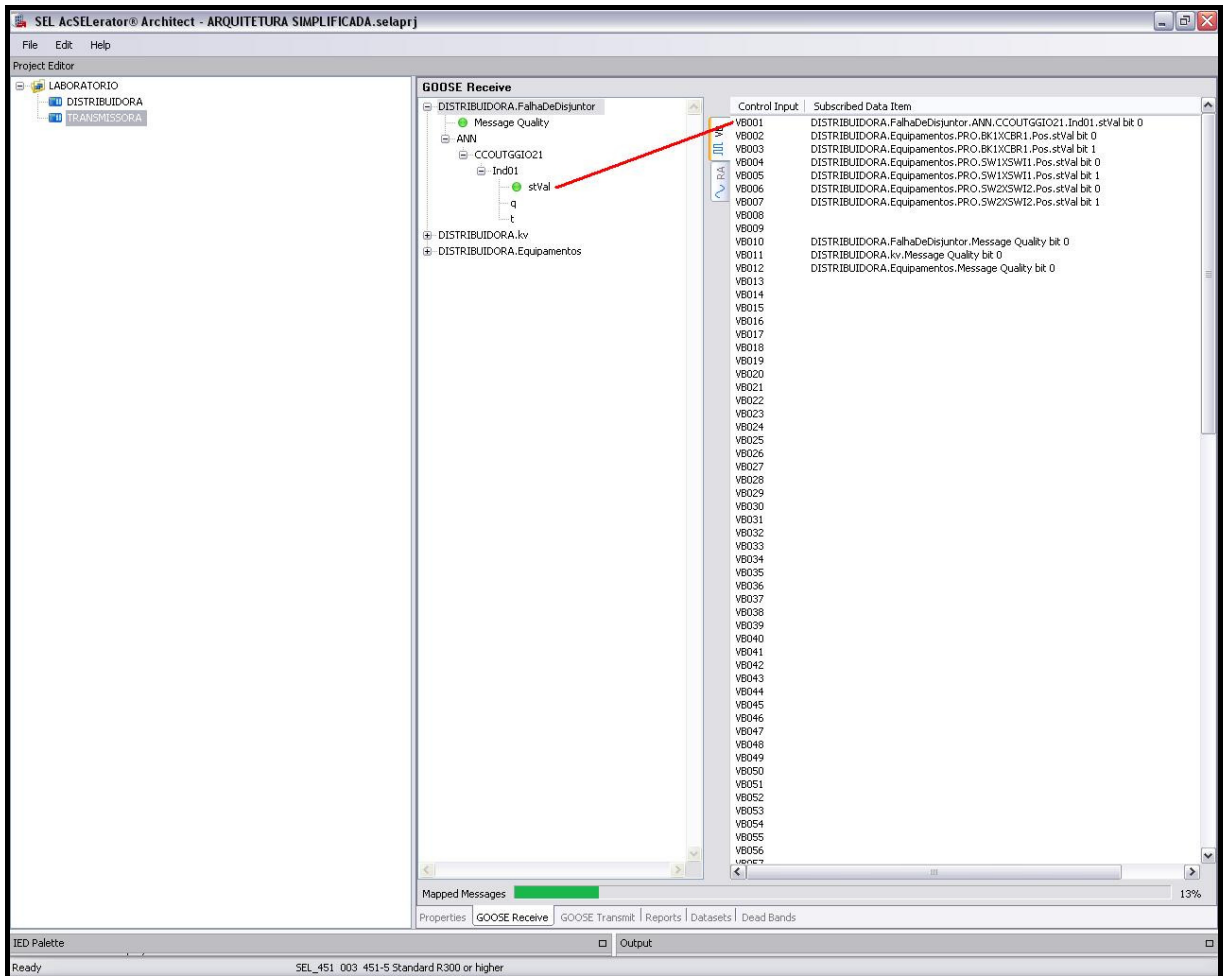 SEL AcSELerator® Architect - ARQUITETURA SIMPLIFICADA.selaprj
File Edit Help
Project Editor
LABORATORIO
DISTRIBUIDORA
TRANSMISSORA
GOOSE Receive
DISTRIBUIDORA.FalhaDeDisjuntor
Message Quality
ANN
CCOUTGGIO21
Ind01
stVal
q
t
DISTRIBUIDORA.kv
DISTRIBUIDORA.Equipamentos
VB
RA
Control Input Subscribed Data Item
VB001 DISTRIBUIDORA.FalhaDeDisjuntor.ANN.CCOUTGGIO21.Ind01.stVal bit 0
VB002 DISTRIBUIDORA.Equipamentos.PRO.BK1XCBR1.Pos.stVal bit 0
VB003 DISTRIBUIDORA.Equipamentos.PRO.BK1XCBR1.Pos.stVal bit 1
VB004 DISTRIBUIDORA.Equipamentos.PRO.SW1XSWI1.Pos.stVal bit 0
VB005 DISTRIBUIDORA.Equipamentos.PRO.SW1XSWI1.Pos.stVal bit 1
VB006 DISTRIBUIDORA.Equipamentos.PRO.SW2XSWI2.Pos.stVal bit 0
VB007 DISTRIBUIDORA.Equipamentos.PRO.SW2XSWI2.Pos.stVal bit 1
VB008
VB009
VB010 DISTRIBUIDORA.FalhaDeDisjuntor.Message Quality bit 0
VB011 DISTRIBUIDORA.kv.Message Quality bit 0
VB012 DISTRIBUIDORA.Equipamentos.Message Quality bit 0
VB013
VB014
VB015
VB016
VB017
VB018
VB019
VB020
VB021
VB022
VB023
VB024
VB025
VB026
VB027
VB028
VB029
VB030
VB031
VB032
VB033
VB034
VB035
VB036
VB037
VB038
VB039
VB040
VB041
VB042
VB043
VB044
VB045
VB046
VB047
VB048
VB049
VB050
VB051
VB052
VB053
VB054
VB055
VB056
VB057
Mapped Messages 13%
Properties GOOSE Receive GOOSE Transmit Reports Datasets Dead Bands
IED Palette Output
Ready SEL_451 003 451-5 Standard R300 or higher